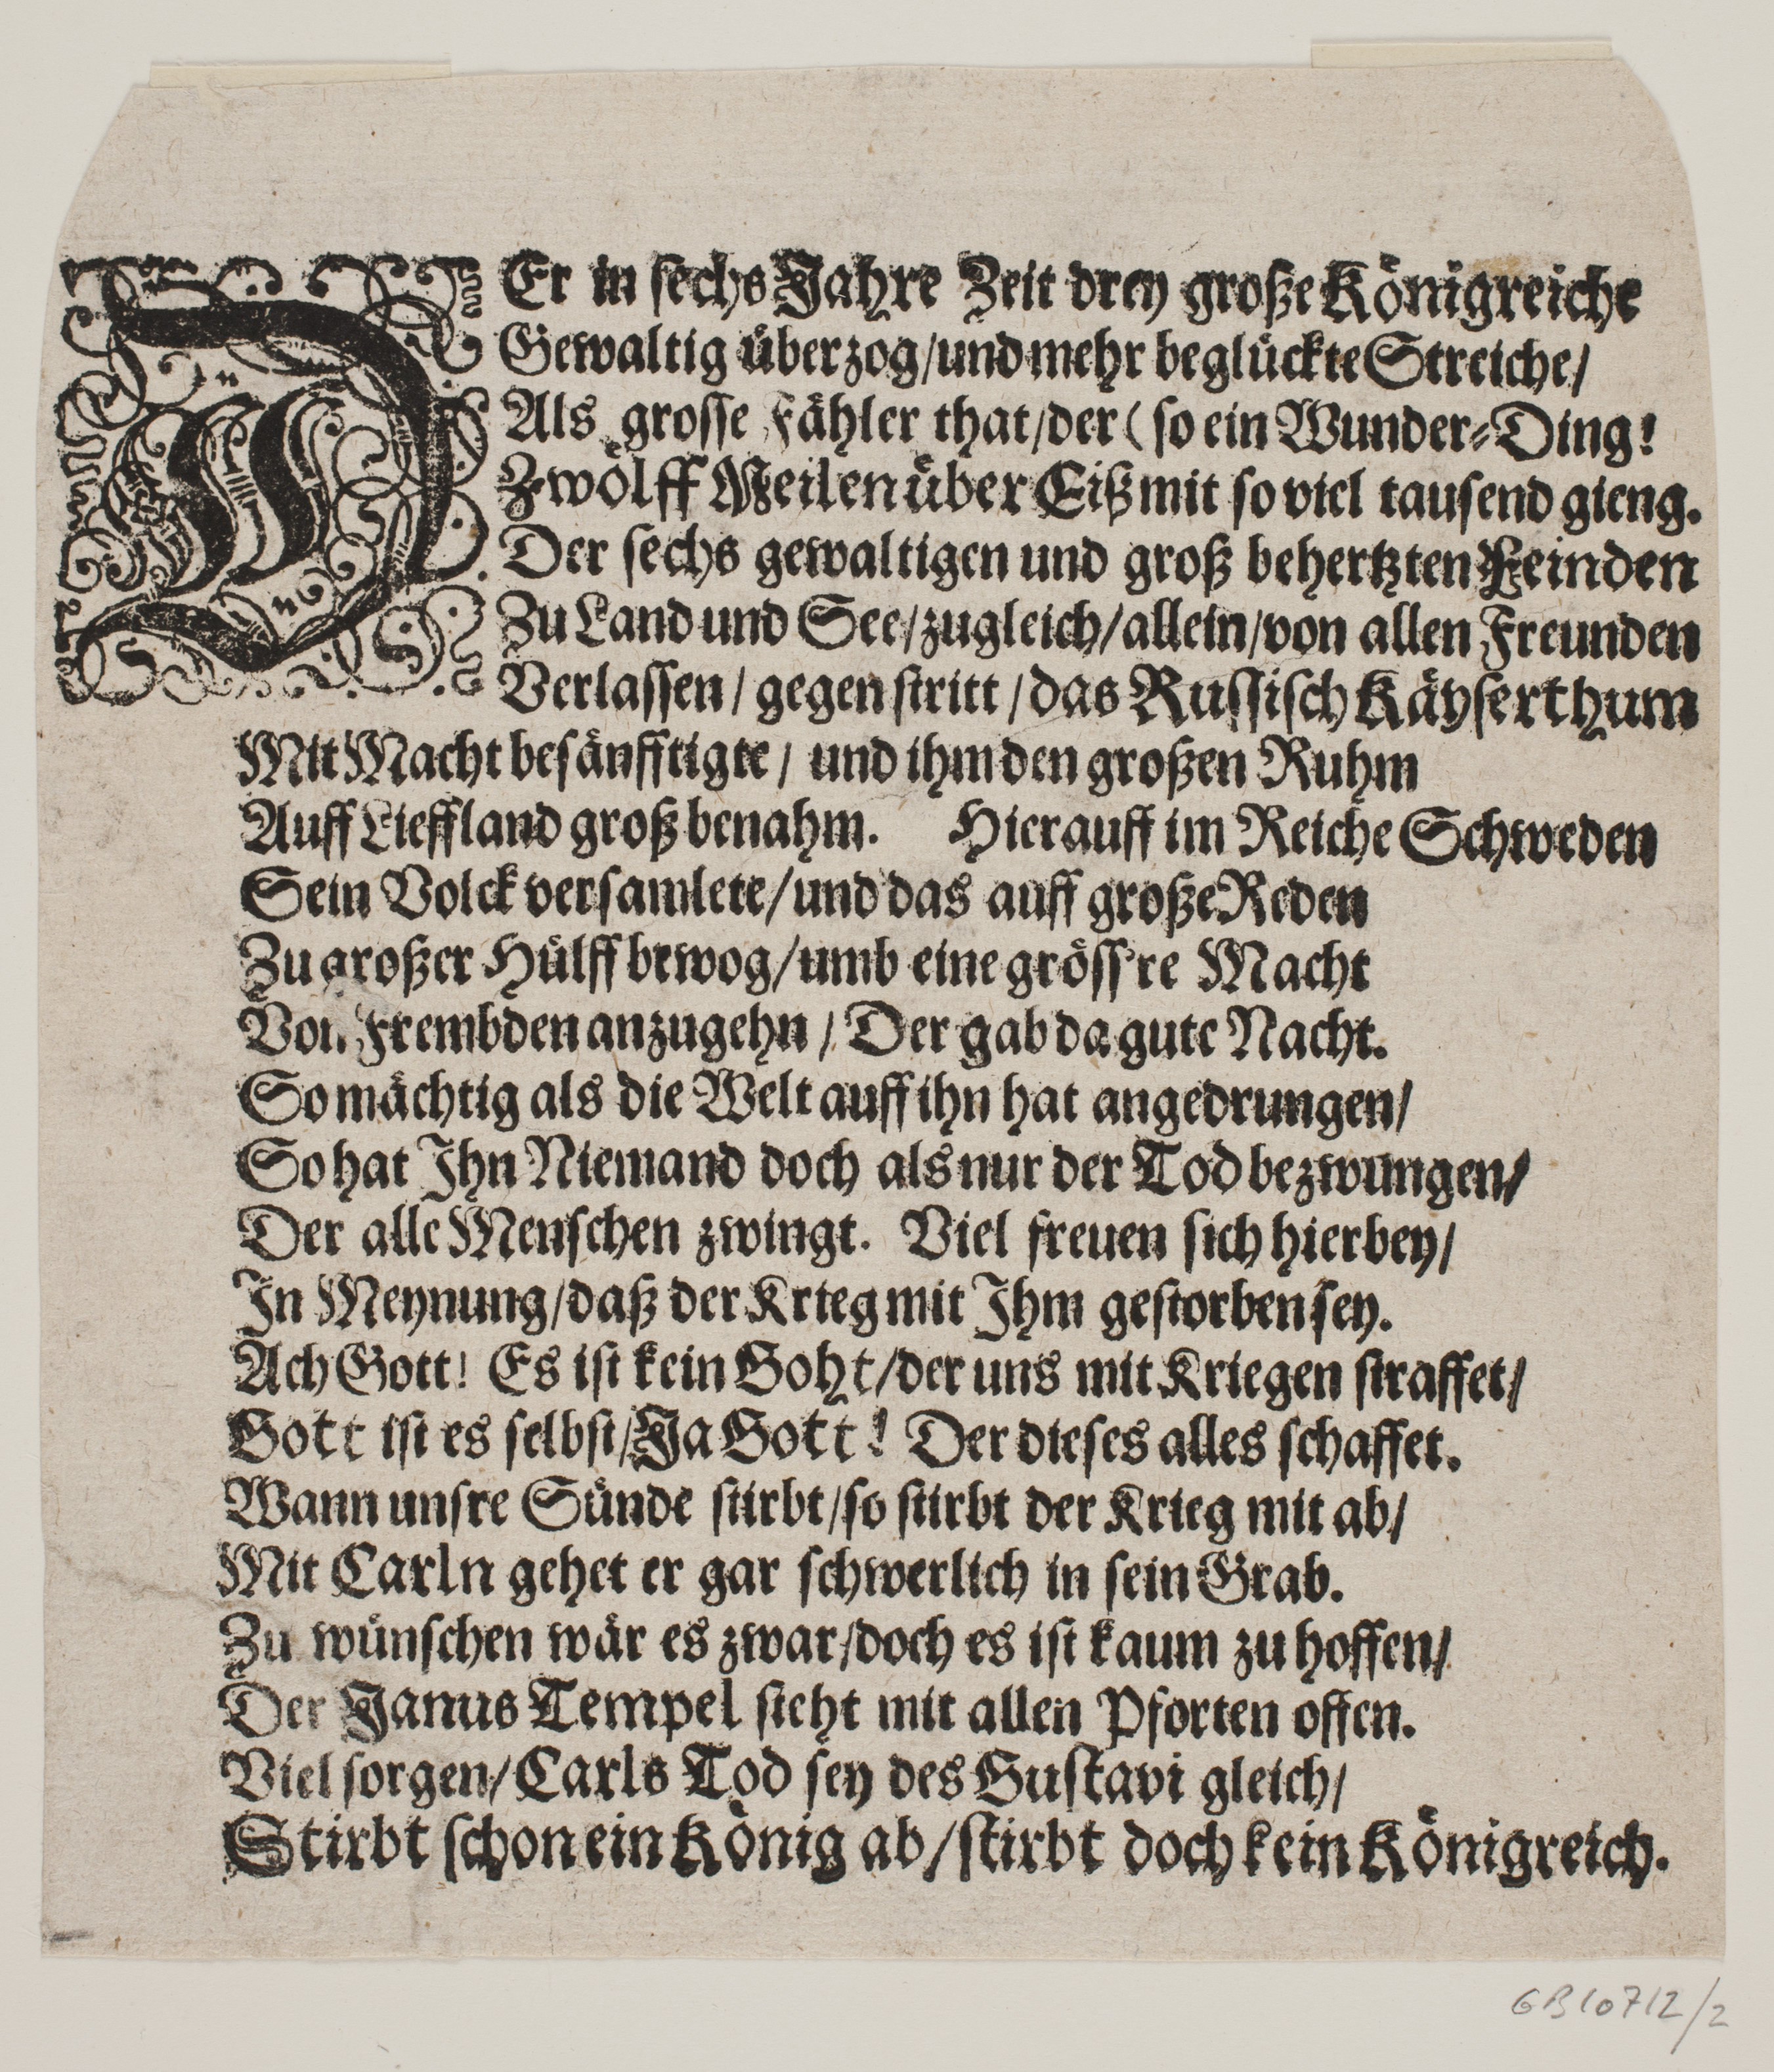 DEr in sechs Jahre Zeit drey große Königreiche
Gewaltig überzog/und mehr beglückte Streiche/
Als grosse Fähler that/der (so ein Wunder-Ding!
Zwölff Meilen über Eiß mit so viel tausend gieng.
Der sechs gewaltigen und groß behertzten Feinden
Zu Land und See/zugleich/allein/von allen Freunden
Verlassen/gegen stritt/das Russisch Käyserthum
Mit Macht besänfftigte/und ihm den großen Ruhm
Auff Lieffland groß benahm. Hierauff im Reiche Schweden
Sein Volck versamlete/und das auff große Reden
Zu großer Hülff bewog/umb eine gröss're Macht
Von Frembden anzugehn/Der gab da gute Nacht.
So mächtig als die Welt auff ihn hat angedrungen/
So hat Ihn Niemand doch als nur der Tod bezwungen/
Der alle Menschen zwingt. Viel freuen sich hierbey/
In Meynung/daß der Krieg mit Ihm gestorben sey.
Ach Gott! Es ist kein Goht/der uns mit Kriegen straffet/
Gott ist es selbst/Ja Gott! Der dieses alles schaffet.
Wann unsre Sünde stirbt/so stirbt der Krieg mit ab/
Mit Carln gehet er gar schwerlich in sein Grab.
Zu wünschen wär es zwar/doch es ist kaum zu hoffen/
Der Janus Tempel steht mit allen Pforten offen.
Viel sorgen/Carls Tod sey des Gustavi gleich/
Stirbt schon ein König ab/stirbt doch kein Königreich.
GB10712/2